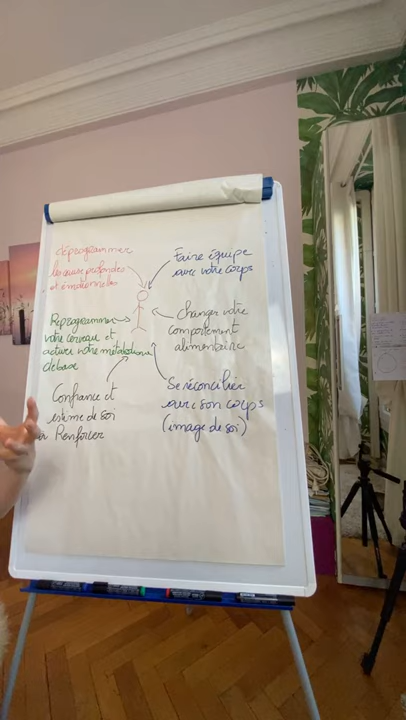 déprogrammer
les causes profondes
et émotionnelles
Faire équipe
avec votre corps
Reprogrammer
votre cerveau et
activer votre métabolisme
de base
Changer votre
comportement
alimentaire
Confiance et
estime de soi
Renforcer
Se réconcilier
avec son corps
(image de soi)